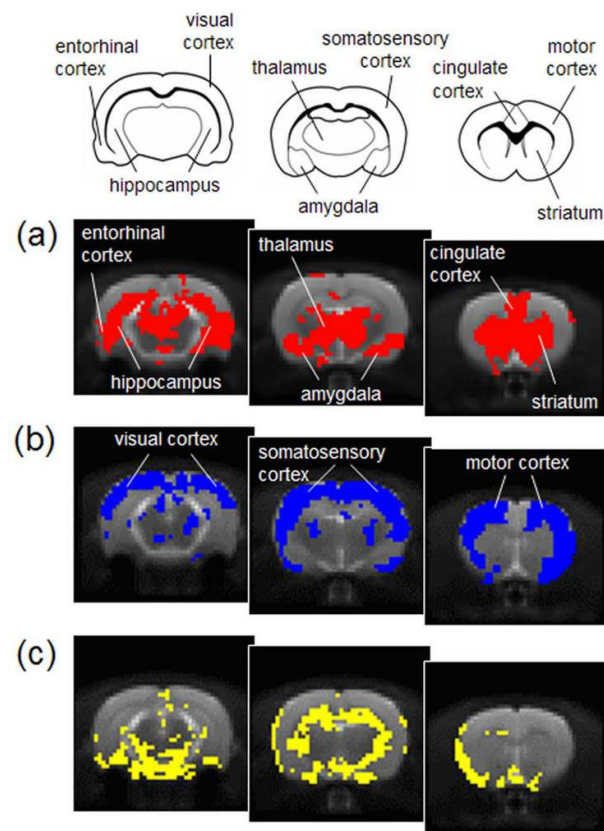 visual
cortex
entorhinal
cortex
hippocampus
somatosensory
cortex
thalamus
amygdala
motor
cortex
cingulate
cortex
striatum
(a)
entorhinal
cortex
hippocampus
thalamus
amygdala
cingulate
cortex
striatum
(b)
visual cortex
somatosensory
cortex
motor cortex
(c)